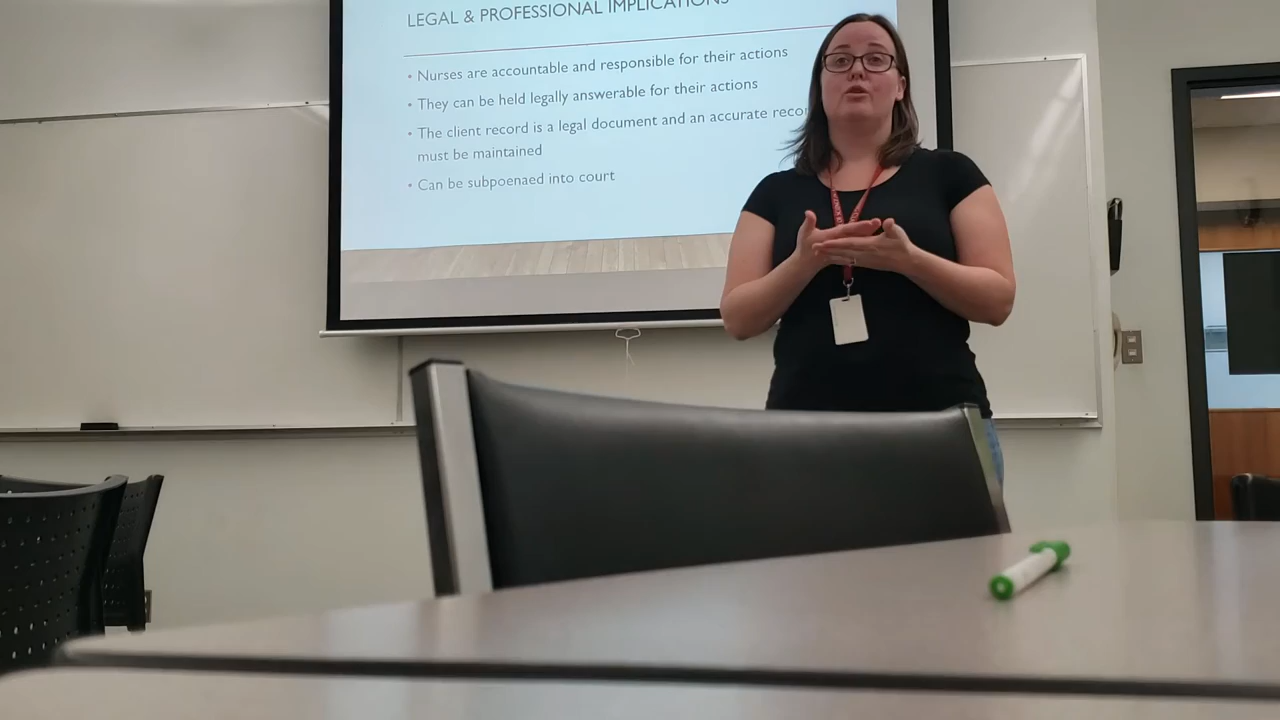 LEGAL & PROFESSIONAL IMPLICATIONS
• Nurses are accountable and responsible for their actions
• They can be held legally answerable for their actions
• The client record is a legal document and an accurate
must be maintained
• Can be subpoenaed into court